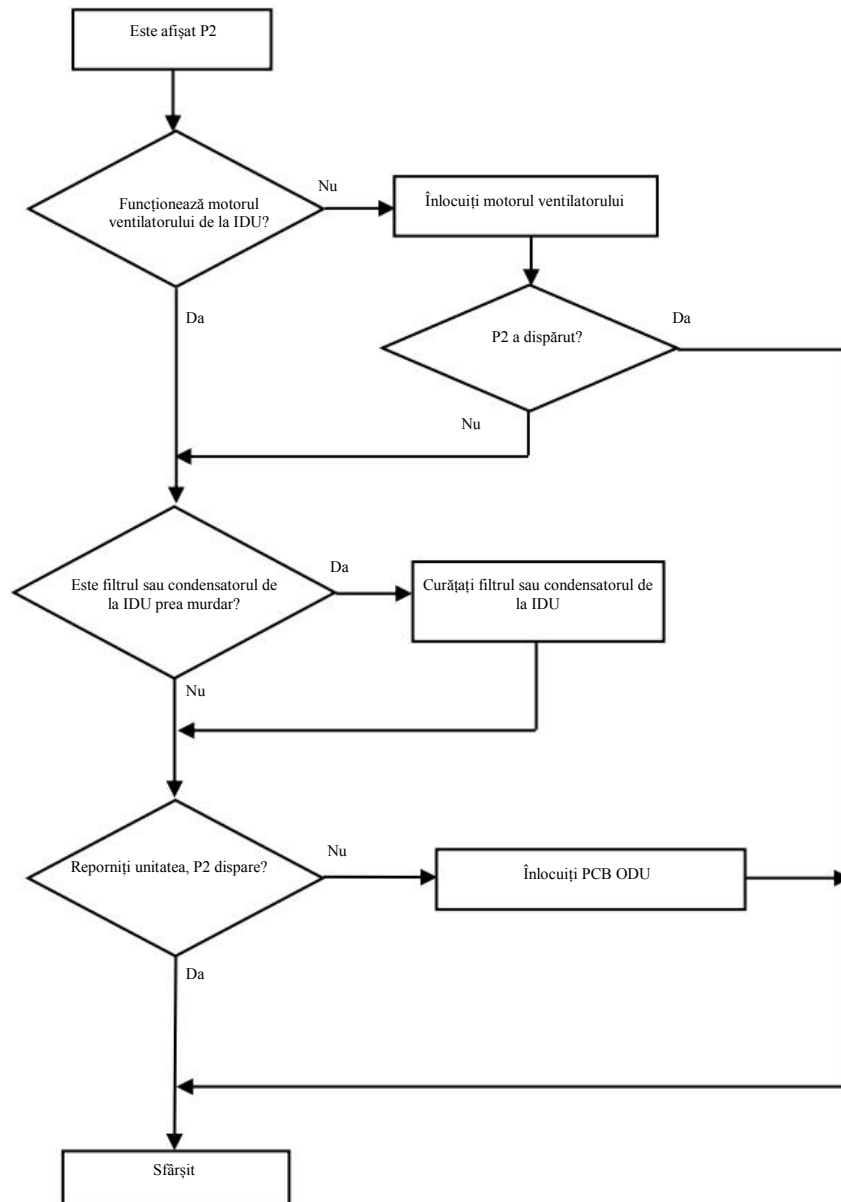 Este afișat P2
Funcționează motorul
ventilatorului de la IDU?
Nu
Înlocuiți motorul ventilatorului
Da
P2 a dispărut?
Da
Nu
Este filtrul sau condensatorul de
la IDU prea murdar?
Da
Curățați filtrul sau condensatorul de
la IDU
Nu
Reporniți unitatea, P2 dispare?
Nu
Înlocuiți PCB ODU
Da
Sfârșit